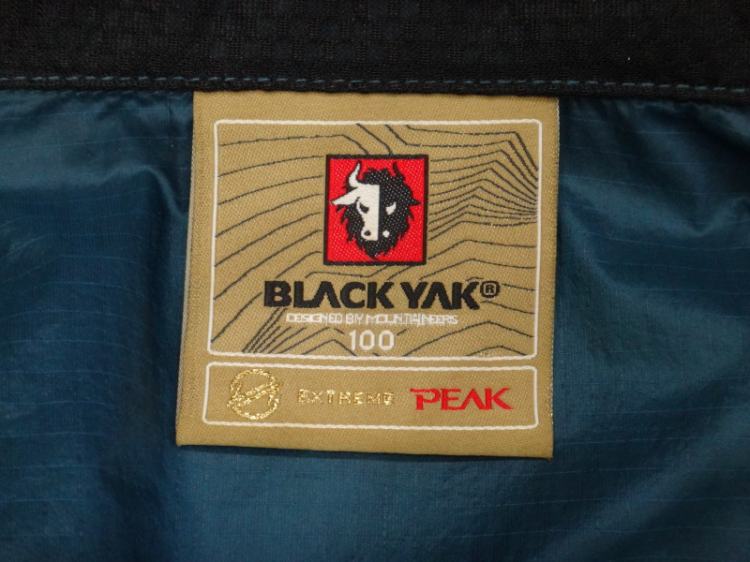 BLACK YAK®
DESIGNED BY MOUNTAINEERS
100
EXTREME PEAK